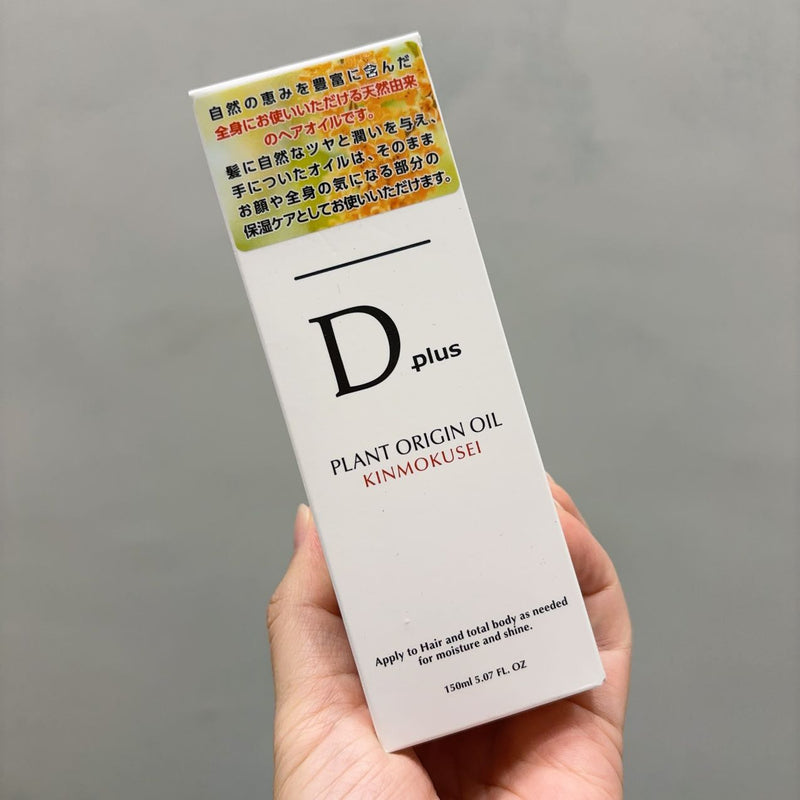 自然の恵みを豊富に含んだ
全身にお使いいただける天然由来
のヘアオイルです。
髪に自然なツヤと潤いを与え、
手についたオイルは、そのまま
お顔や全身の気になる部分の
保湿ケアとしてお使いいただけます。
D plus
PLANT ORIGIN OIL
KINMOKUSEI
Apply to Hair and total body as needed
for moisture and shine.
150ml 5.07 FL. OZ